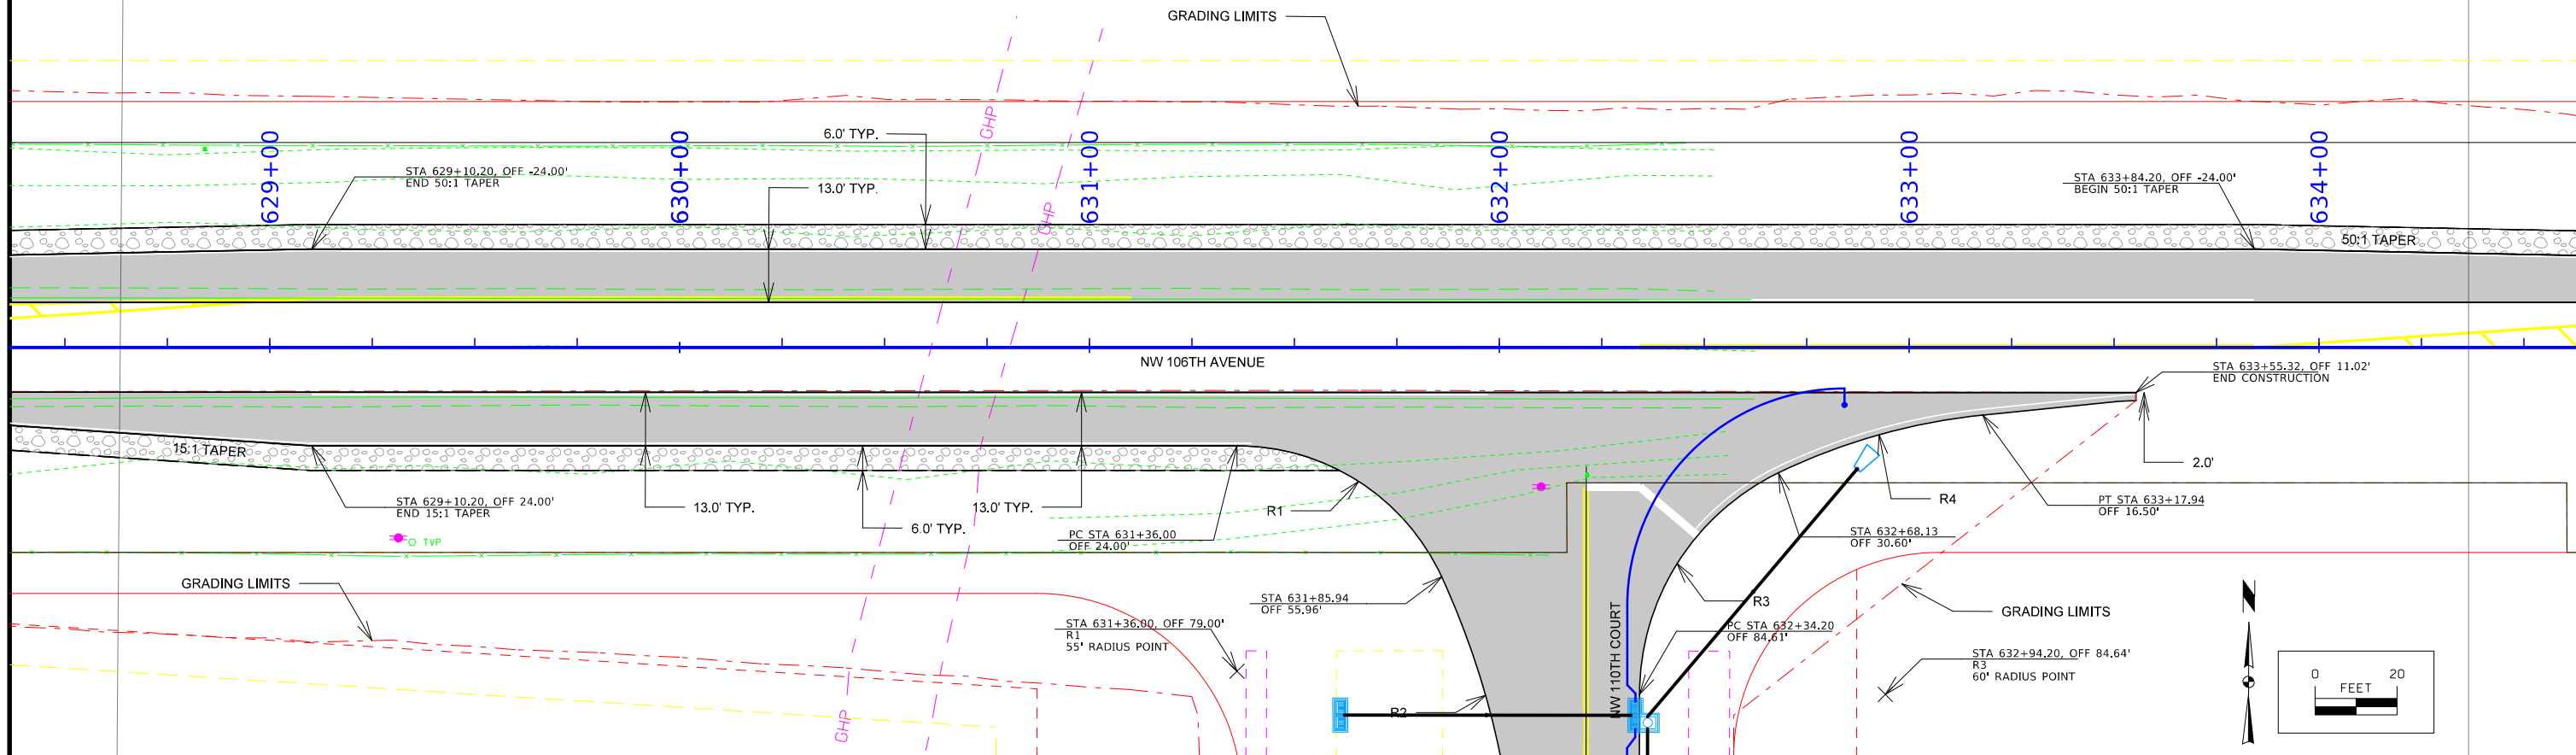 GRADING LIMITS
GHP
6.0' TYP.
629+00
630+00
631+00
632+00
633+00
634+00
STA 629+10.20, OFF -24.00'
END 50:1 TAPER
13.0' TYP.
STA 633+84.20, OFF -24.00'
BEGIN 50:1 TAPER
GHP
50:1 TAPER
NW 106TH AVENUE
STA 633+55.32, OFF 11.02'
END CONSTRUCTION
15:1 TAPER
2.0'
STA 629+10.20, OFF 24.00'
END 15:1 TAPER
13.0' TYP.
13.0' TYP.
6.0' TYP.
R1
R4
PT STA 633+17.94
OFF 16.50'
TVP
PC STA 631+36.00
OFF 24.00'
STA 632+68.13
OFF 30.60'
GRADING LIMITS
STA 631+85.94
OFF 55.96'
R3
GRADING LIMITS
STA 631+36.00, OFF 79.00'
R1
55' RADIUS POINT
NW 110TH COURT
PC STA 632+34.20
OFF 84.61'
STA 632+94.20, OFF 84.64'
R3
60' RADIUS POINT
N
0 20
FEET
GHP
R2